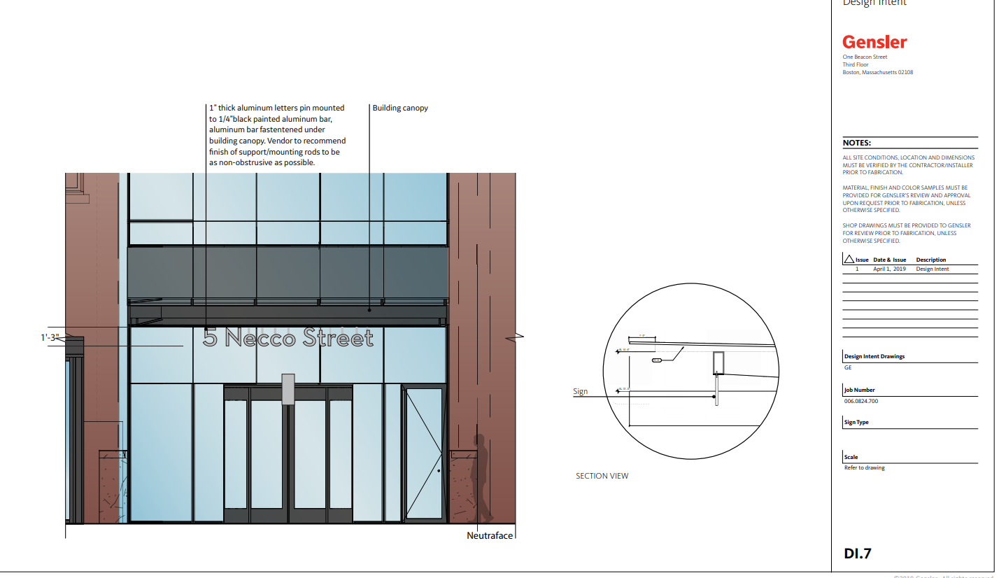 Design Intent
Gensler
One Beacon Street
Third Floor
Boston, Massachusetts 02108
1" thick aluminum letters pin mounted
to 1/4"black painted aluminum bar,
aluminum bar fastentened under
building canopy. Vendor to recommend
finish of support/mounting rods to be
as non-obstrusive as possible.
Building canopy
1'-3"
5 Necco Street
Neutraface
Sign
SECTION VIEW
NOTES:
ALL SITE CONDITIONS, LOCATION AND DIMENSIONS
MUST BE VERIFIED BY THE CONTRACTOR/INSTALLER
PRIOR TO FABRICATION.
MATERIAL, FINISH AND COLOR SAMPLES MUST BE
PROVIDED FOR GENSLER'S REVIEW AND APPROVAL
UPON REQUEST PRIOR TO FABRICATION, UNLESS
OTHERWISE SPECIFIED.
SHOP DRAWINGS MUST BE PROVIDED TO GENSLER
FOR REVIEW PRIOR TO FABRICATION, UNLESS
OTHERWISE SPECIFIED.
Issue Date & Issue Description
1 April 1, 2019 Design Intent
Design Intent Drawings
GE
Job Number
006.0824.700
Sign Type
Scale
Refer to drawing
DI.7